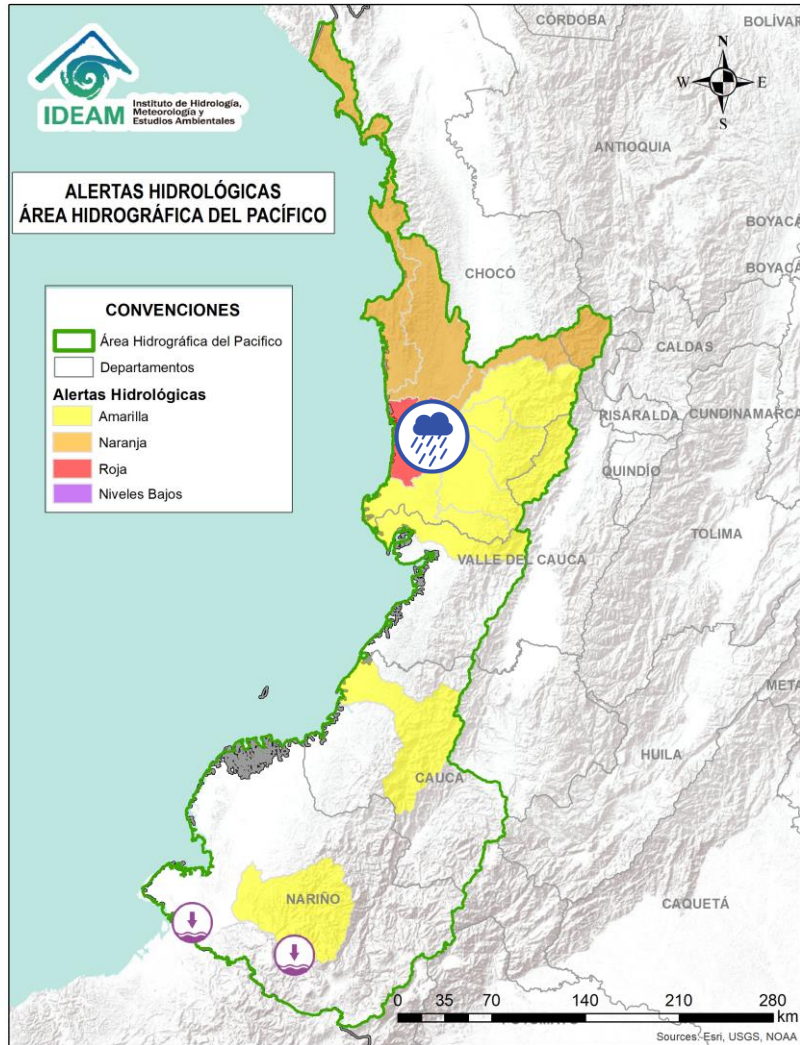 IDEAM
Instituto de Hidrología,
Meteorología y
Estudios Ambientales
CÓRDOBA
BOLÍVAR
N
W
E
S
ANTIOQUIA
ALERTAS HIDROLÓGICAS
ÁREA HIDROGRÁFICA DEL PACÍFICO
BOYACÁ
BOYACÁ
CHOCÓ
CONVENCIONES
Área Hidrográfica del Pacifico
Departamentos
Alertas Hidrológicas
Amarilla
Naranja
Roja
Niveles Bajos
CALDAS
RISARALDA
CUNDINAMARCA
QUINDÍO
TOLIMA
VALLE DEL CAUCA
META
HUILA
CAUCA
NARIÑO
CAQUETÁ
0 35 70 140 210 280
km
Sources: Esri, USGS, NOAA